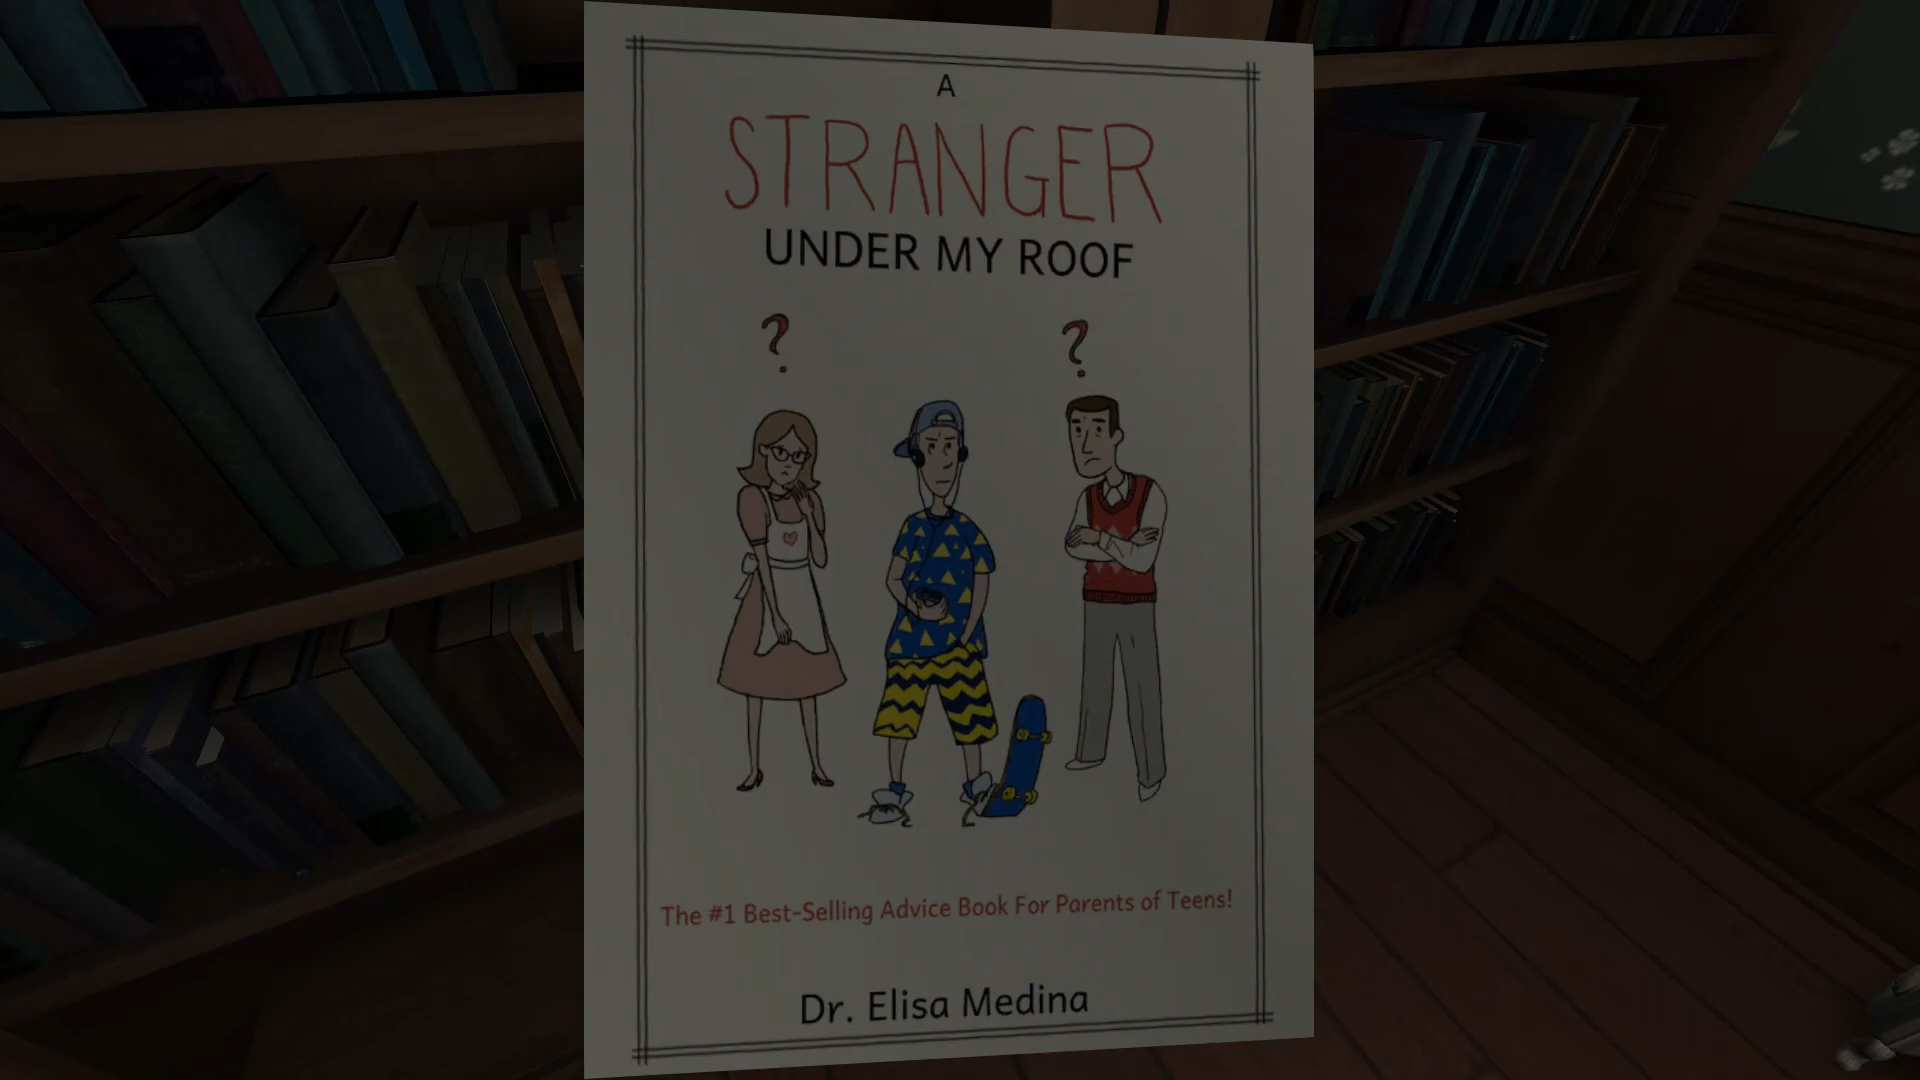 A
STRANGER
UNDER MY ROOF
?
?
The #1 Best-Selling Advice Book For Parents of Teens!
Dr. Elisa Medina